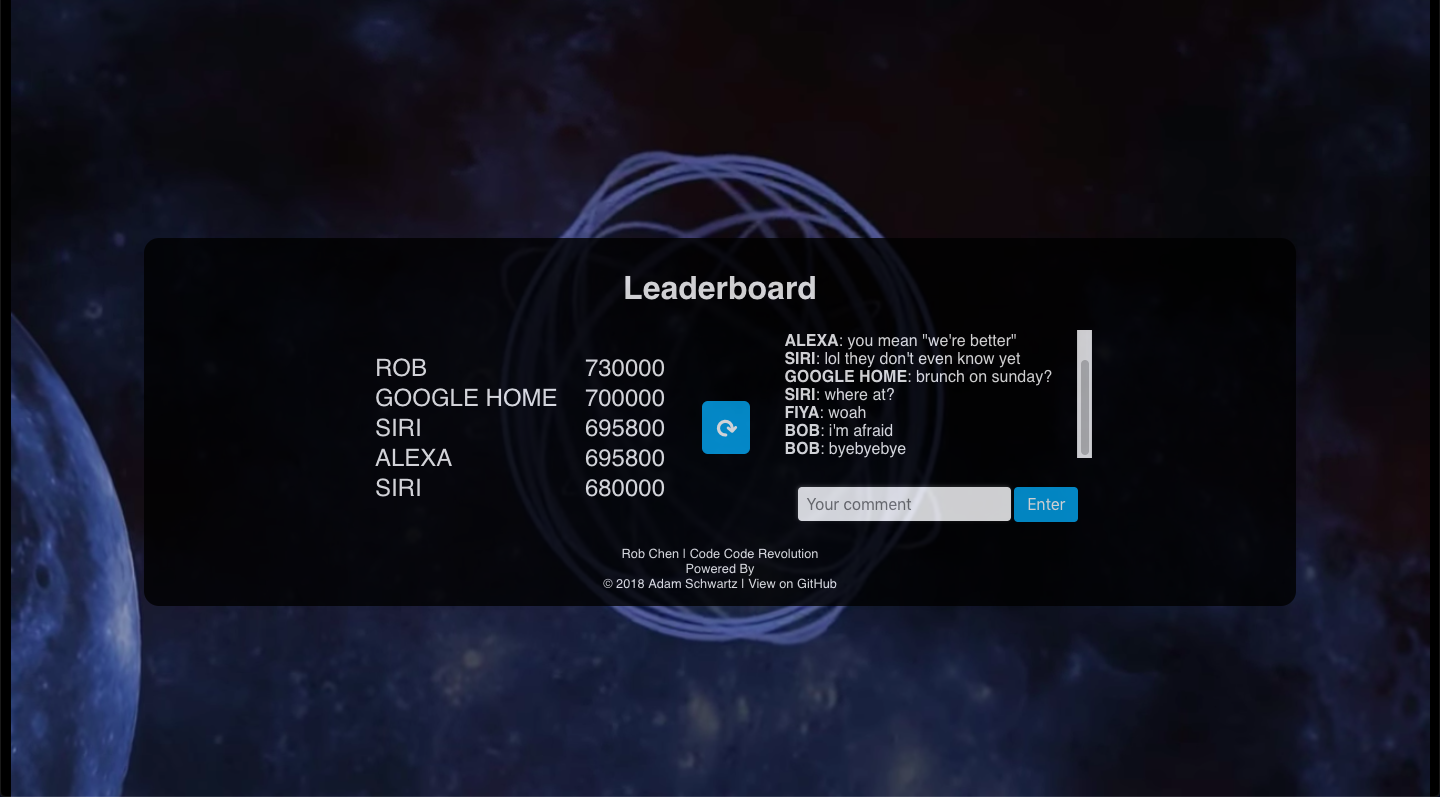 Leaderboard
ROB 730000
GOOGLE HOME 700000
SIRI 695800
ALEXA 695800
SIRI 680000
⟳
ALEXA: you mean "we're better"
SIRI: lol they don't even know yet
GOOGLE HOME: brunch on sunday?
SIRI: where at?
FIYA: woah
BOB: i'm afraid
BOB: byebyebye
Your comment
Enter
Rob Chen | Code Code Revolution
Powered By
© 2018 Adam Schwartz | View on GitHub